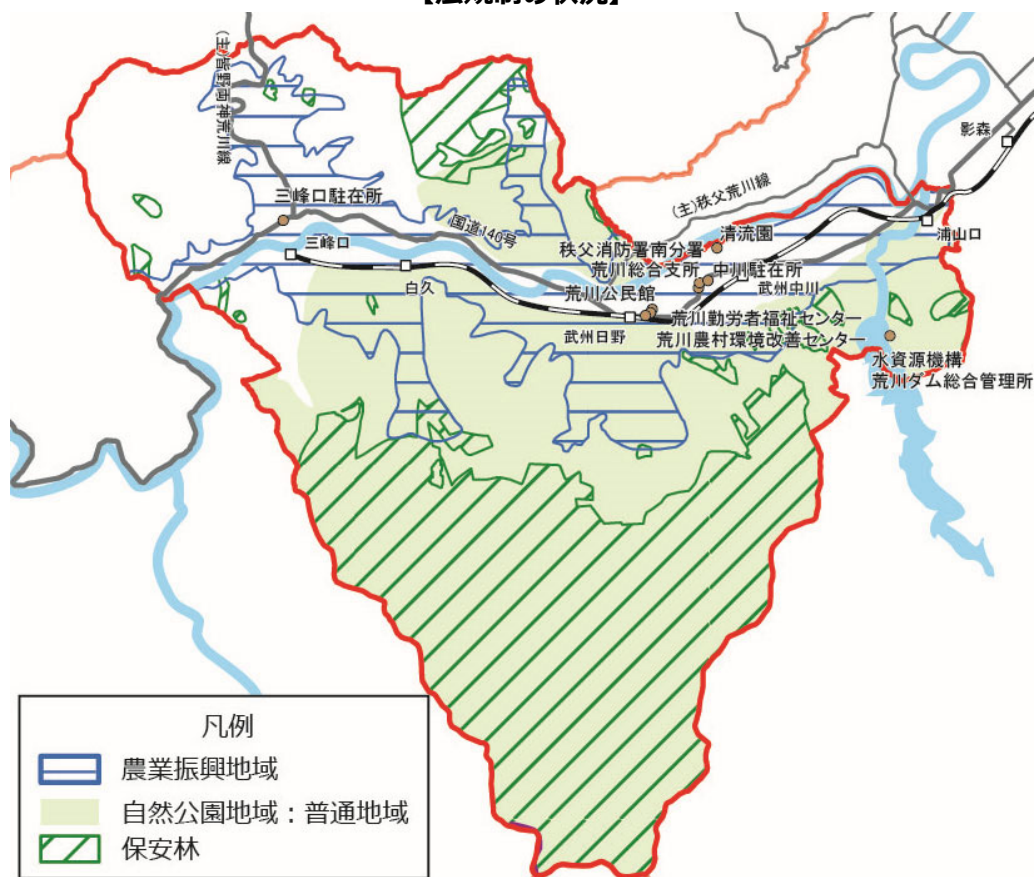 【法規制の状況】
(主)皆野両神荒川線
影森
三峰口駐在所
(主)秩父荒川線
国道140号
清流園
浦山口
三峰口
秩父消防署南分署
白久
荒川総合支所
中川駐在所
武州中川
荒川公民館
荒川勤労者福祉センター
武州日野
荒川農村環境改善センター
水資源機構
荒川ダム総合管理所
凡例
農業振興地域
自然公園地域：普通地域
保安林